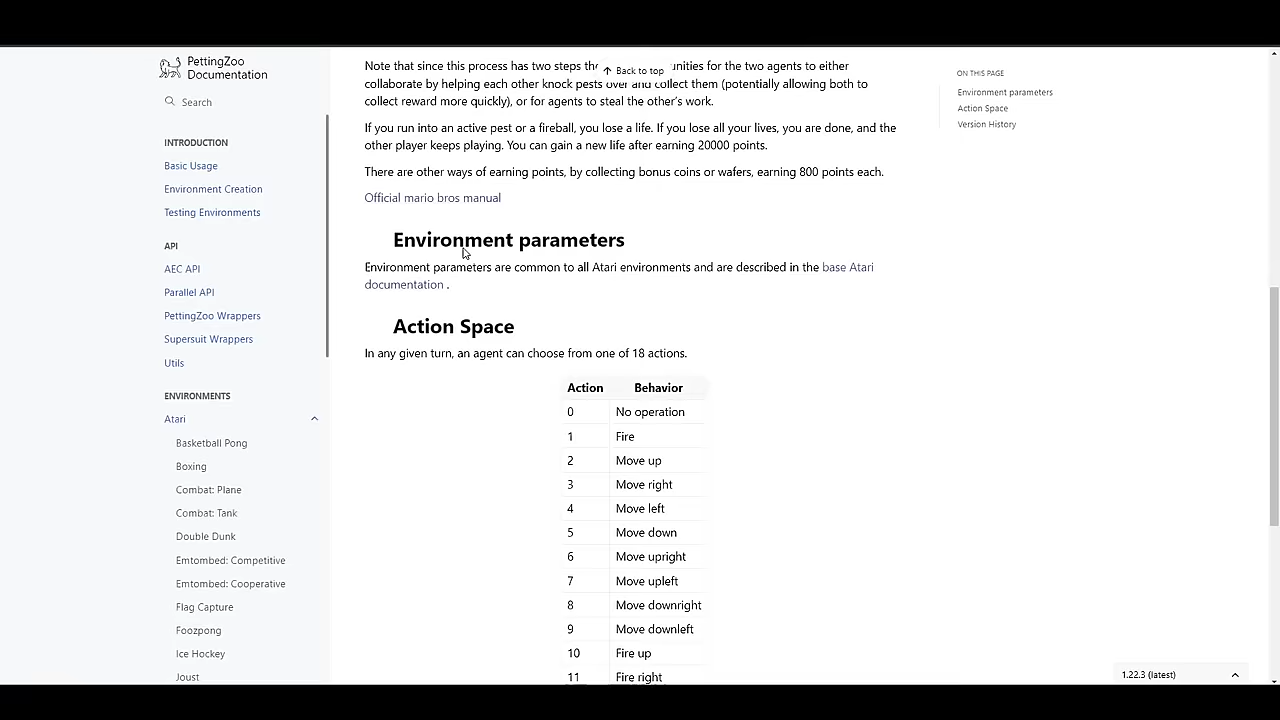 PettingZoo
Documentation
Search
INTRODUCTION
Basic Usage
Environment Creation
Testing Environments
API
AEC API
Parallel API
PettingZoo Wrappers
Supersuit Wrappers
Utils
ENVIRONMENTS
Atari
Basketball Pong
Boxing
Combat: Plane
Combat: Tank
Double Dunk
Emtombed: Competitive
Emtombed: Cooperative
Flag Capture
Foozpong
Ice Hockey
Joust
Back to top
Note that since this process has two steps for the two agents to either
collaborate by helping each other knock pests over and collect them (potentially allowing both to
collect reward more quickly), or for agents to steal the other's work.
If you run into an active pest or a fireball, you lose a life. If you lose all your lives, you are done, and the
other player keeps playing. You can gain a new life after earning 20000 points.
There are other ways of earning points, by collecting bonus coins or wafers, earning 800 points each.
Official mario bros manual
Environment parameters
Environment parameters are common to all Atari environments and are described in the base Atari
documentation .
Action Space
In any given turn, an agent can choose from one of 18 actions.
Action Behavior
0 No operation
1 Fire
2 Move up
3 Move right
4 Move left
5 Move down
6 Move upright
7 Move upleft
8 Move downright
9 Move downleft
10 Fire up
11 Fire right
ON THIS PAGE
Environment parameters
Action Space
Version History
1.22.3 (latest)